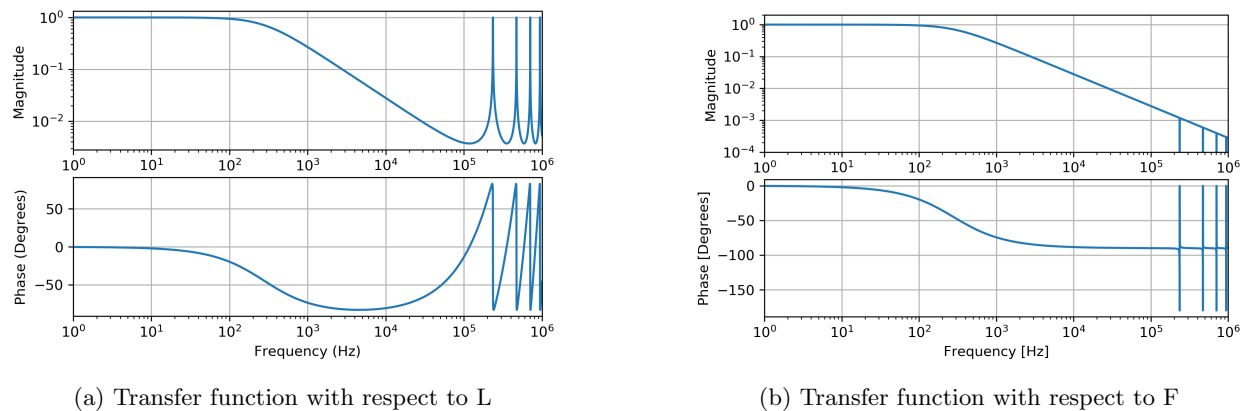 10^0
10^-1
10^-2
Magnitude
10^0 10^1 10^2 10^3 10^4 10^5 10^6
50
0
−50
Phase (Degrees)
10^0 10^1 10^2 10^3 10^4 10^5 10^6
Frequency (Hz)
(a) Transfer function with respect to L
10^0
10^-1
10^-2
10^-3
10^-4
Magnitude
10^0 10^1 10^2 10^3 10^4 10^5 10^6
0
−50
−100
−150
Phase [Degrees]
10^0 10^1 10^2 10^3 10^4 10^5 10^6
Frequency [Hz]
(b) Transfer function with respect to F